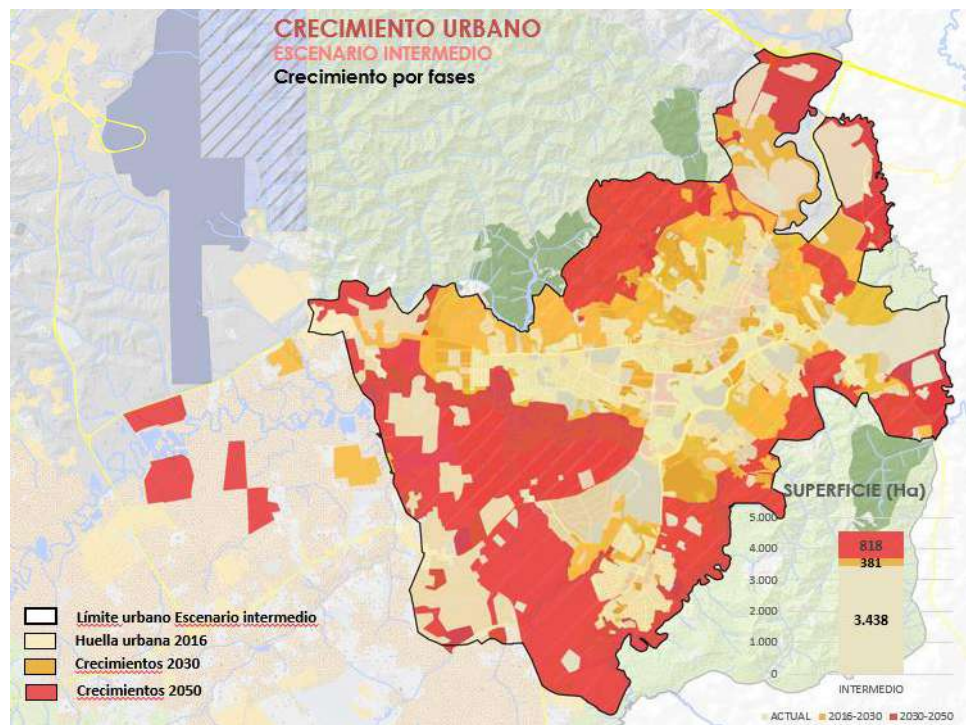 CRECIMIENTO URBANO
ESCENARIO INTERMEDIO
Crecimiento por fases
SUPERFICIE (Ha)
5.000
4.000
3.000
2.000
1.000
0
818
381
3.438
INTERMEDIO
ACTUAL 2016-2030 2030-2050
Límite urbano Escenario intermedio
Huella urbana 2016
Crecimientos 2030
Crecimientos 2050